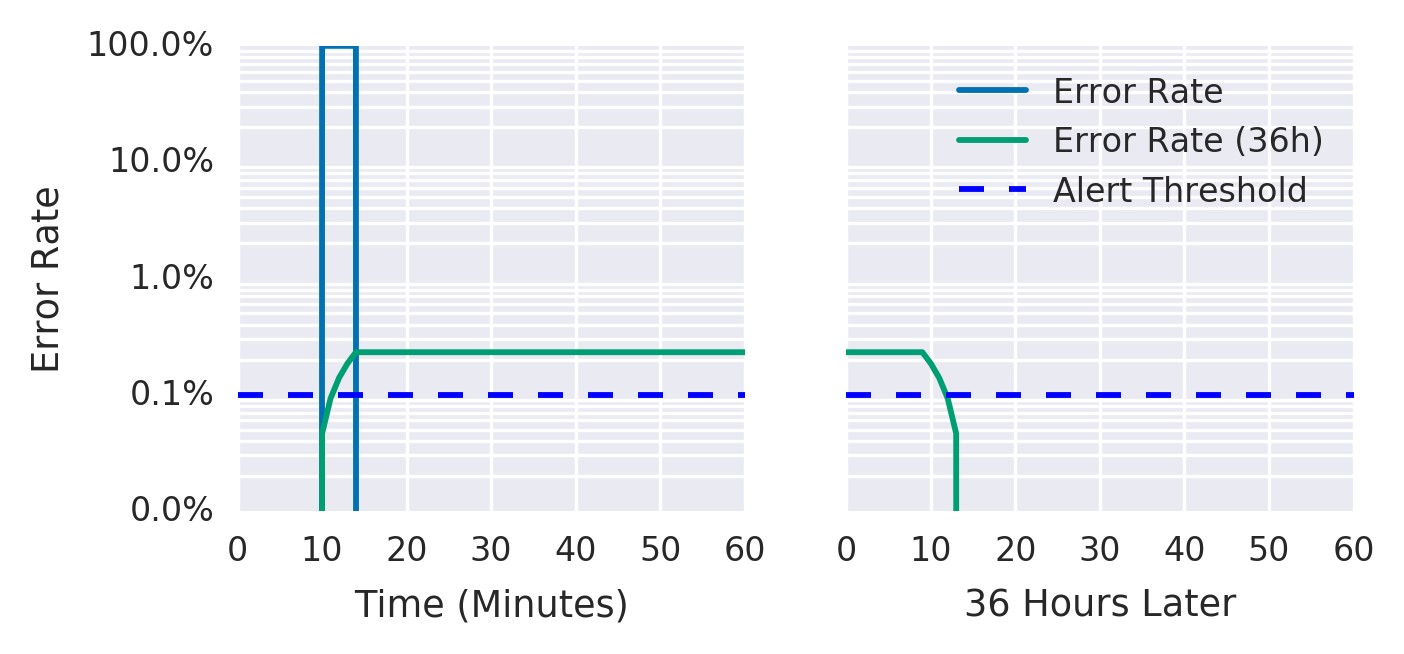 100.0%
10.0%
1.0%
0.1%
0.0%
Error Rate
0 10 20 30 40 50 60
Time (Minutes)
Error Rate
Error Rate (36h)
Alert Threshold
0 10 20 30 40 50 60
36 Hours Later